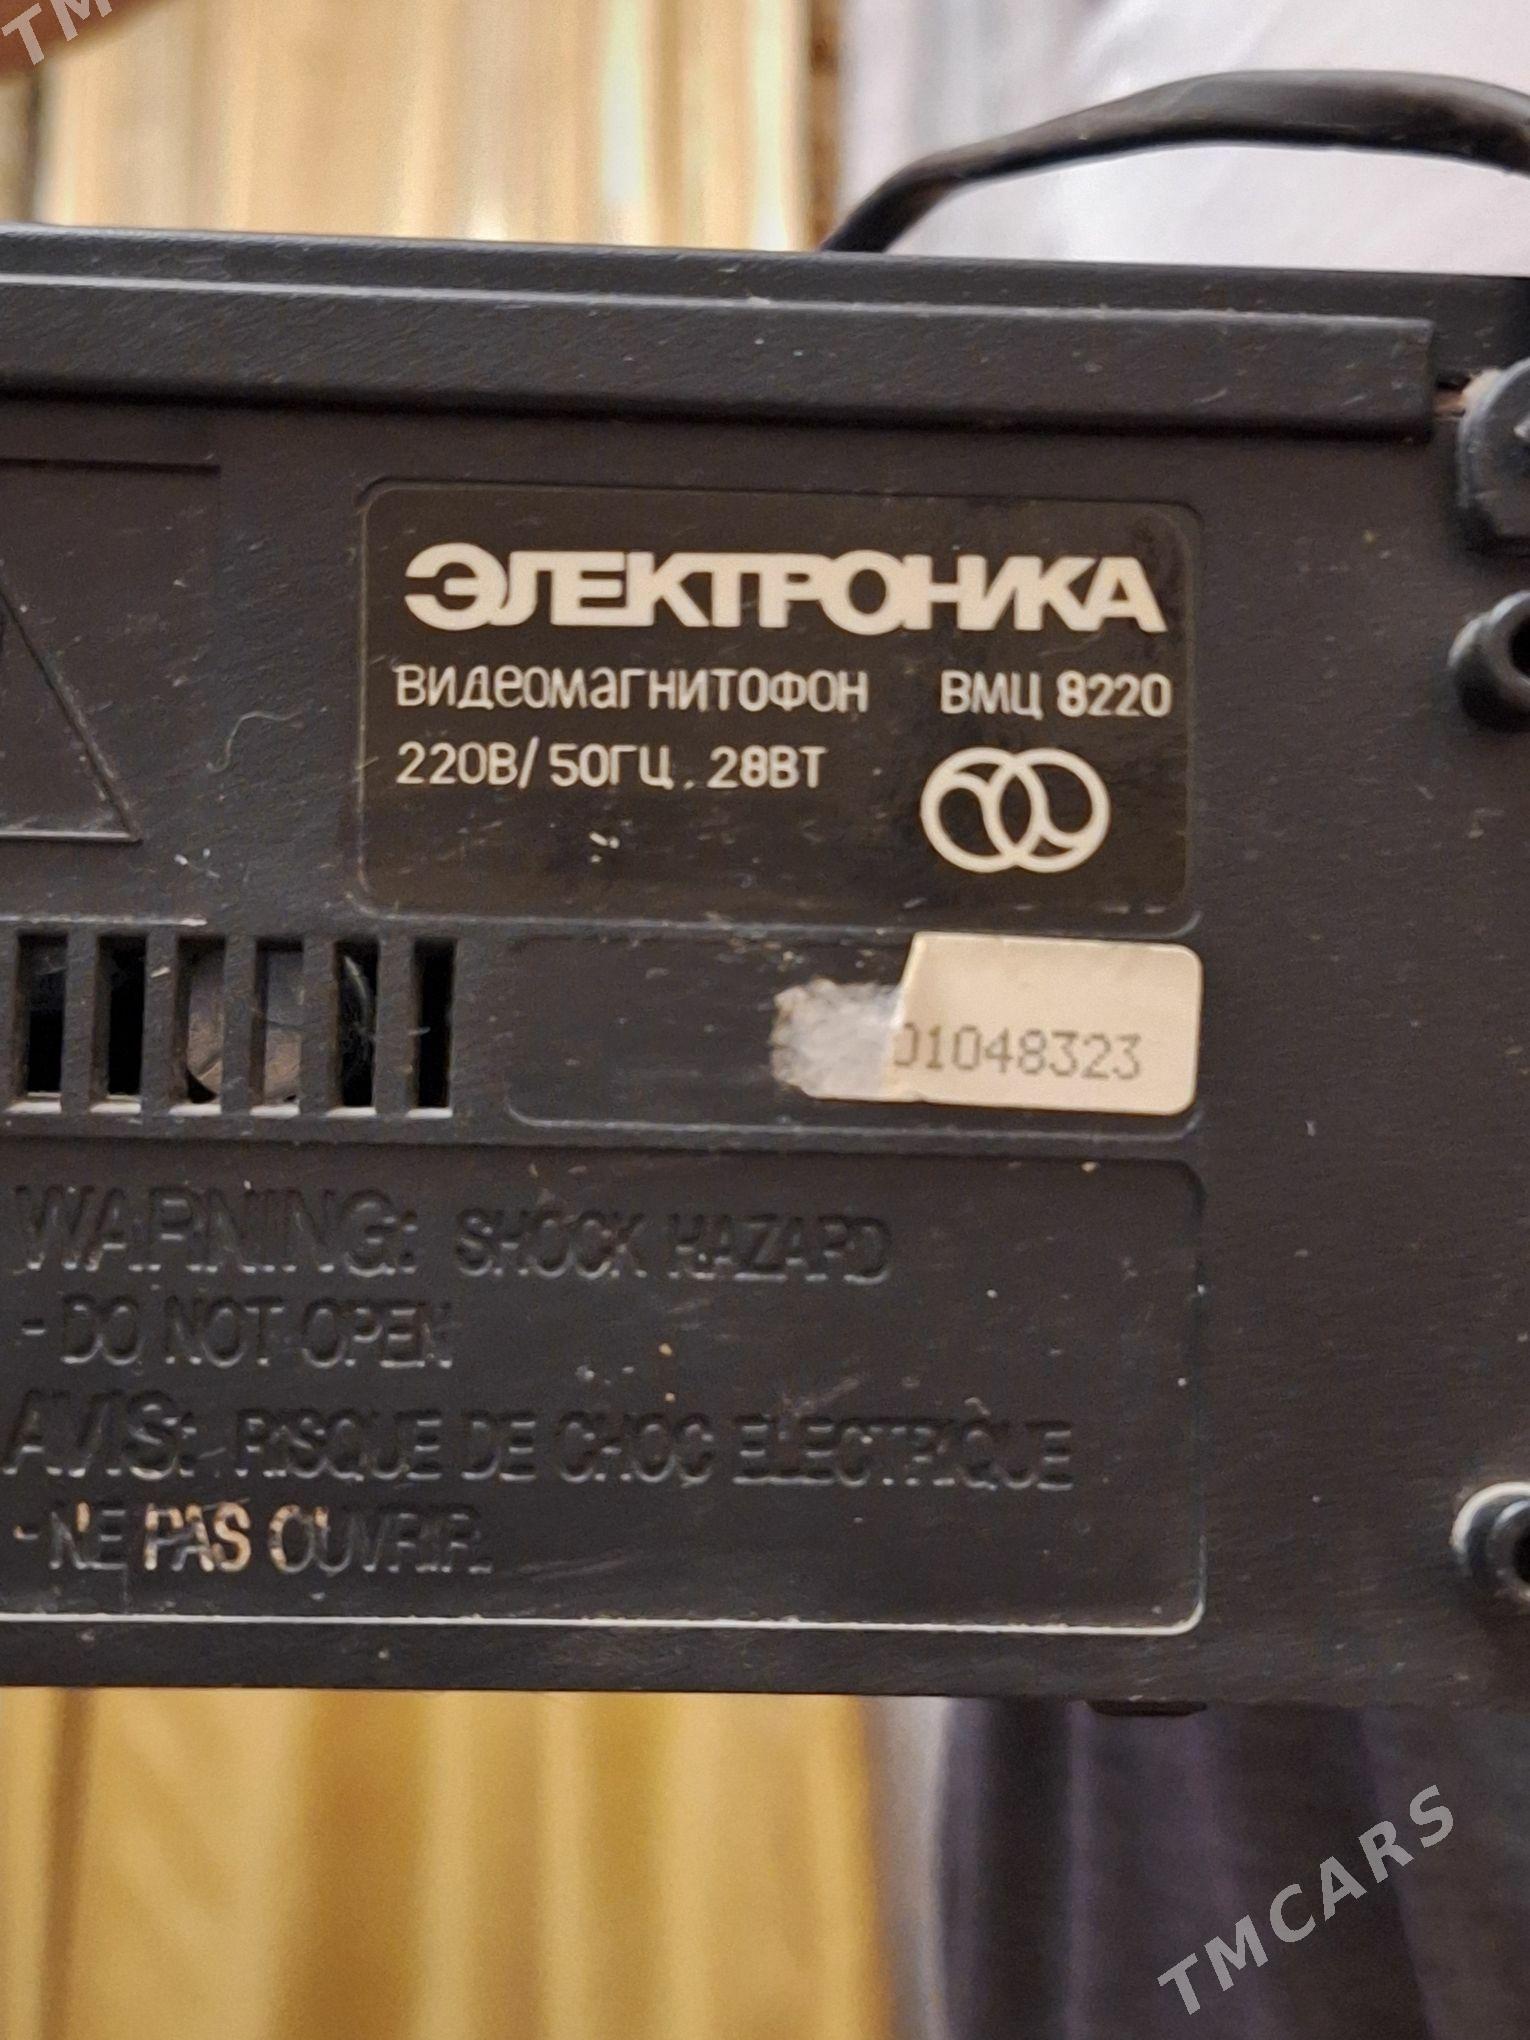 TM
ЭЛЕКТРОНИКА
ВИДЕОМАГНИТОФОН ВМЦ 8220
220В/50ГЦ, 28ВТ
01048323
WARNING: SHOCK HAZARD
-DO NOT OPEN
AVIS: RISQUE DE CHOC ELECTRIQUE
-NE PAS OUVRIR.
TMCARS